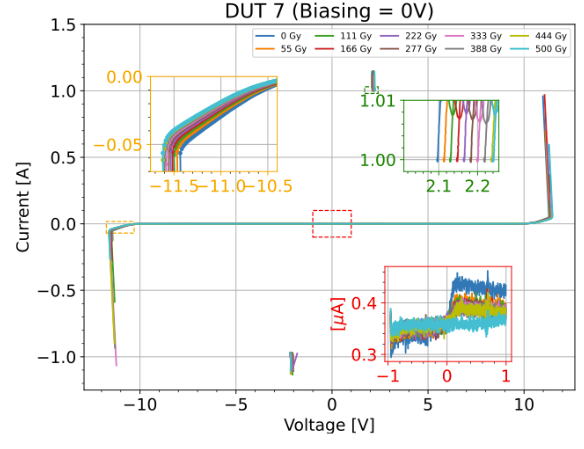 DUT 7 (Biasing = 0V)
1.5
1.0
0.5
0.0
−0.5
−1.0
Current [A]
0 Gy 111 Gy 222 Gy 333 Gy 444 Gy
55 Gy 166 Gy 277 Gy 388 Gy 500 Gy
0.00
−0.05
−11.5 −11.0 −10.5
1.01
1.00
2.1 2.2
[μA]
0.4
0.3
−1 0 1
−10 −5 0 5 10
Voltage [V]